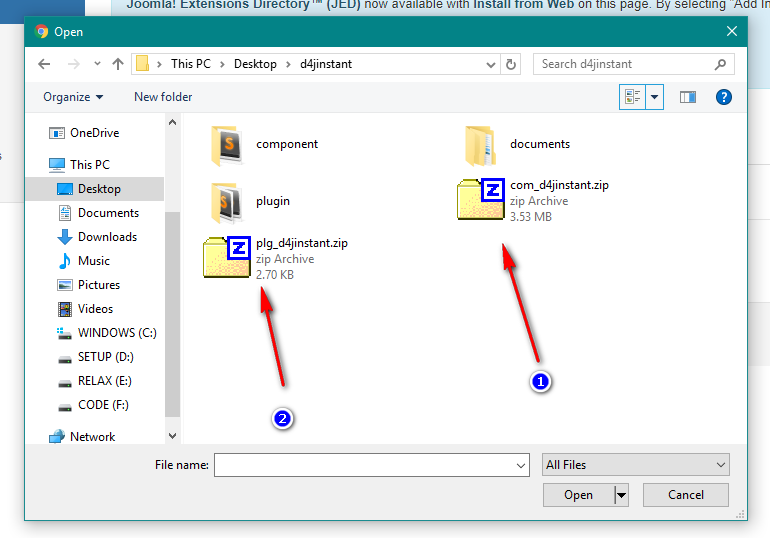 Joomla! Extensions Directory™ (JED) now available with Install from Web on this page. By selecting "Add In
Open
This PC > Desktop > d4jinstant
Search d4jinstant
Organize
New folder
?
OneDrive
This PC
Desktop
Documents
Downloads
Music
Pictures
Videos
WINDOWS (C:)
SETUP (D:)
RELAX (E:)
CODE (F:)
Network
component
documents
plugin
com_d4jinstant.zip
zip Archive
3.53 MB
plg_d4jinstant.zip
zip Archive
2.70 KB
Z
Z
S
S
1
2
File name:
All Files
Open
Cancel